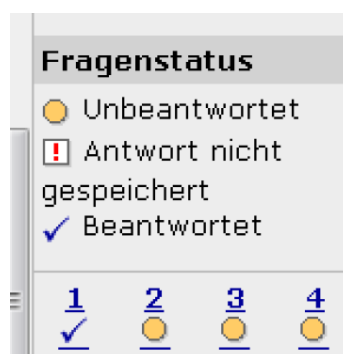 Fragenstatus
Unbeantwortet
! Antwort nicht
gespeichert
Beantwortet
1 2 3 4